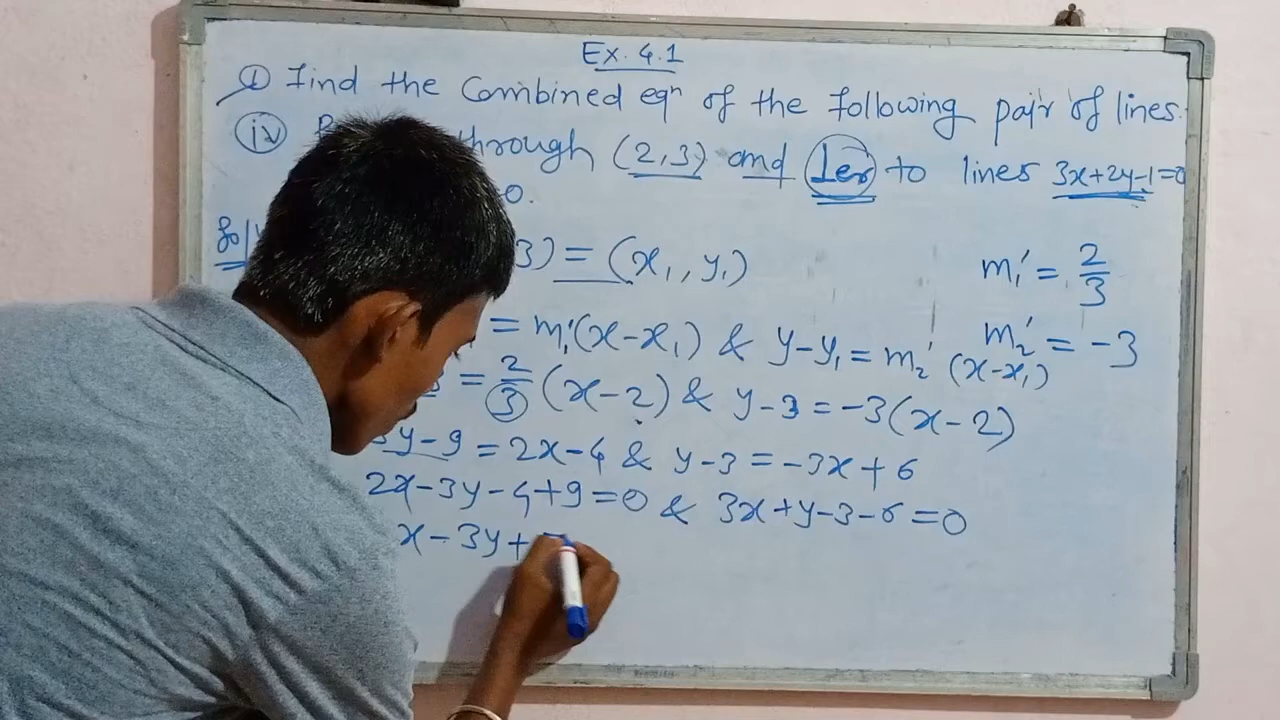 Ex. 4.1
① Find the Combined eqⁿ of the following pair of lines.
(iv) through (2,3) and ⊥er to lines 3x+2y-1=0
0.
3) = (x₁, y₁)
m₁' = 2/3
= m₁'(x-x₁) & y-y₁ = m₂' (x-x₁)
m₂' = -3
= 2/3 (x-2) & y-3 = -3(x-2)
3y-9 = 2x-4 & y-3 = -3x+6
2x-3y-4+9=0 & 3x+y-3-6=0
x-3y+